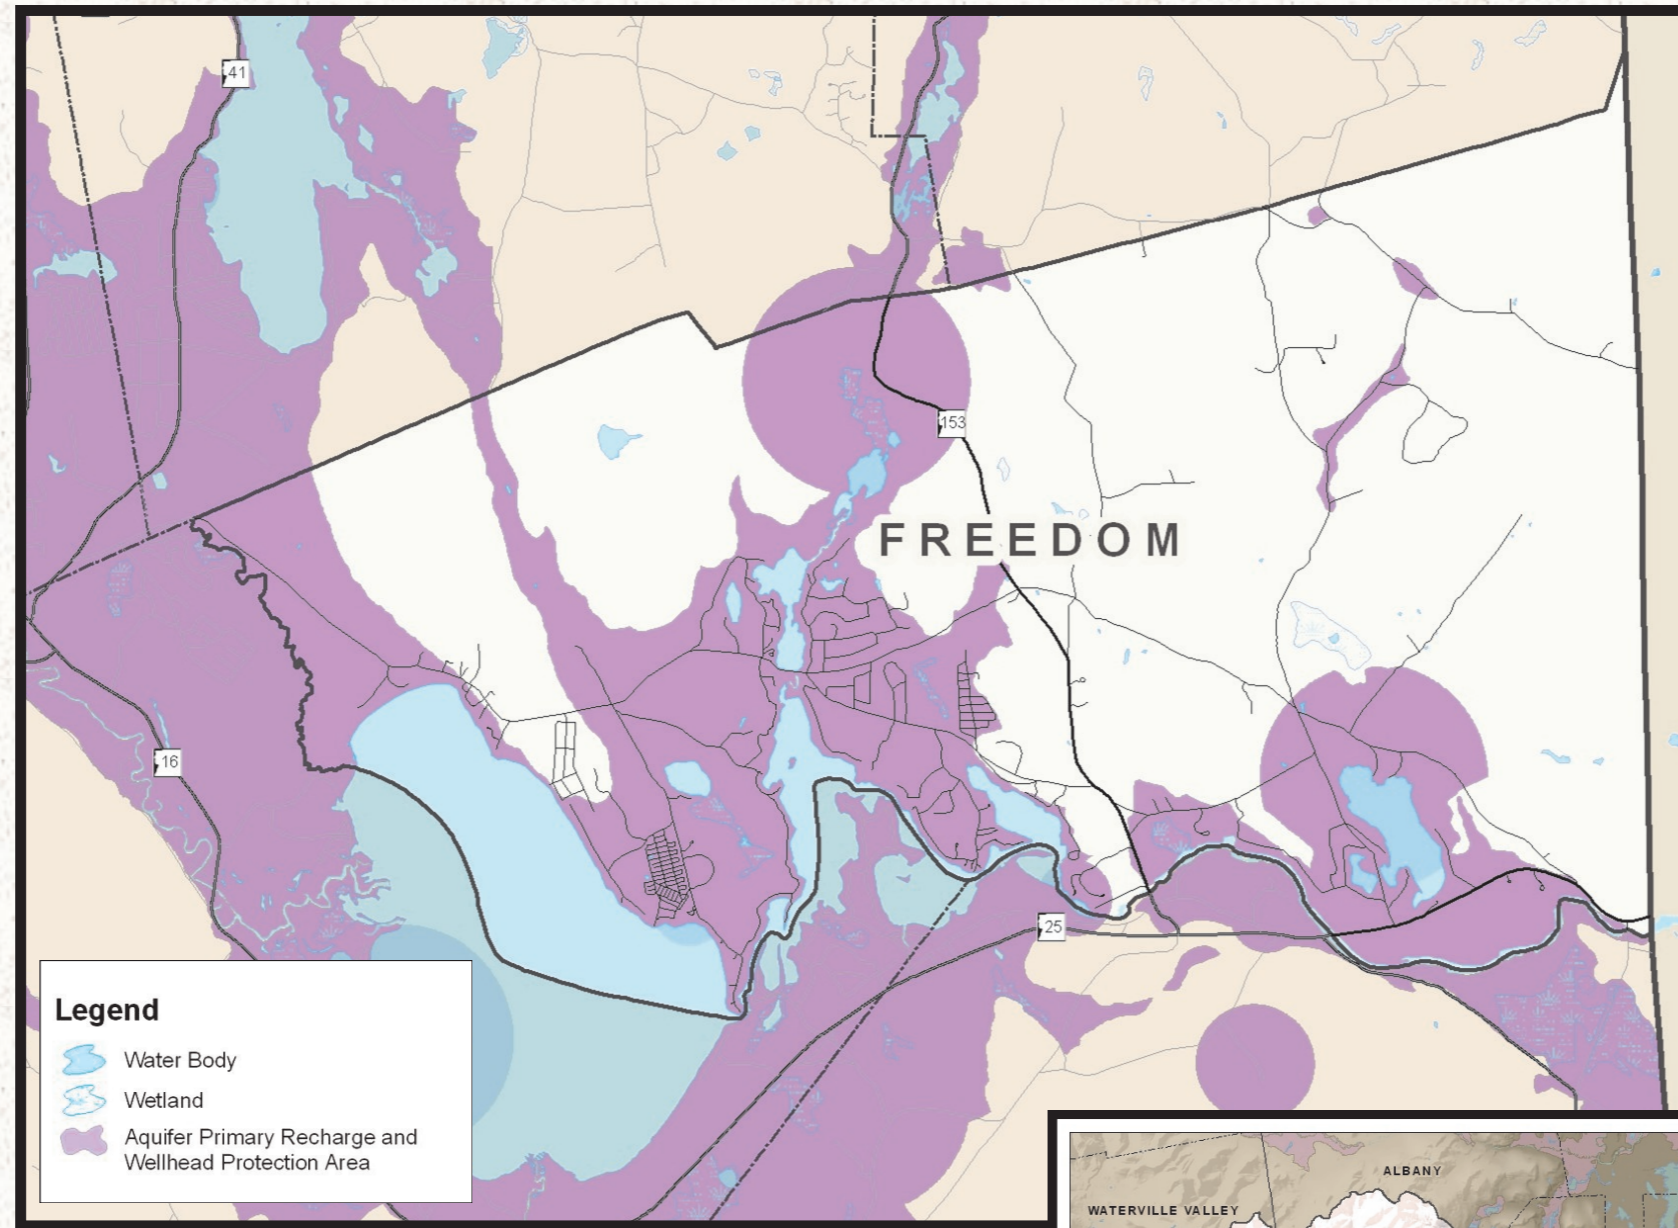 41
153
FREEDOM
16
25
Legend
Water Body
Wetland
Aquifer Primary Recharge and
Wellhead Protection Area
ALBANY
WATERVILLE VALLEY